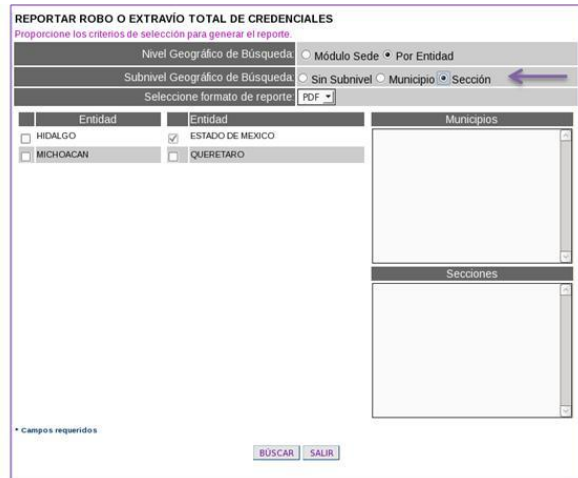 REPORTAR ROBO O EXTRAVÍO TOTAL DE CREDENCIALES
Proporcione los criterios de selección para generar el reporte.
Nivel Geográfico de Búsqueda: Módulo Sede Por Entidad
Subnivel Geográfico de Búsqueda: Sin Subnivel Municipio Sección
Seleccione formato de reporte: PDF
Entidad Entidad Municipios
HIDALGO ESTADO DE MEXICO
MICHOACAN QUERETARO
Secciones
* Campos requeridos
BÚSCAR SALIR